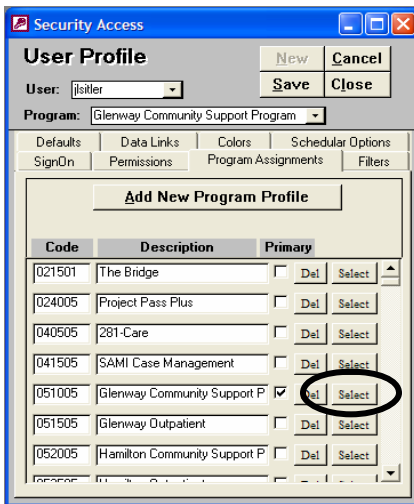 Security Access
User Profile
New Cancel
Save Close
User: jlsitler
Program: Glenway Community Support Program
Defaults Data Links Colors Schedular Options
SignOn Permissions Program Assignments Filters
Add New Program Profile
Code Description Primary
021501 The Bridge Del Select
024005 Project Pass Plus Del Select
040505 281-Care Del Select
041505 SAMI Case Management Del Select
051005 Glenway Community Support P Del Select
051505 Glenway Outpatient Del Select
052005 Hamilton Community Support P Del Select